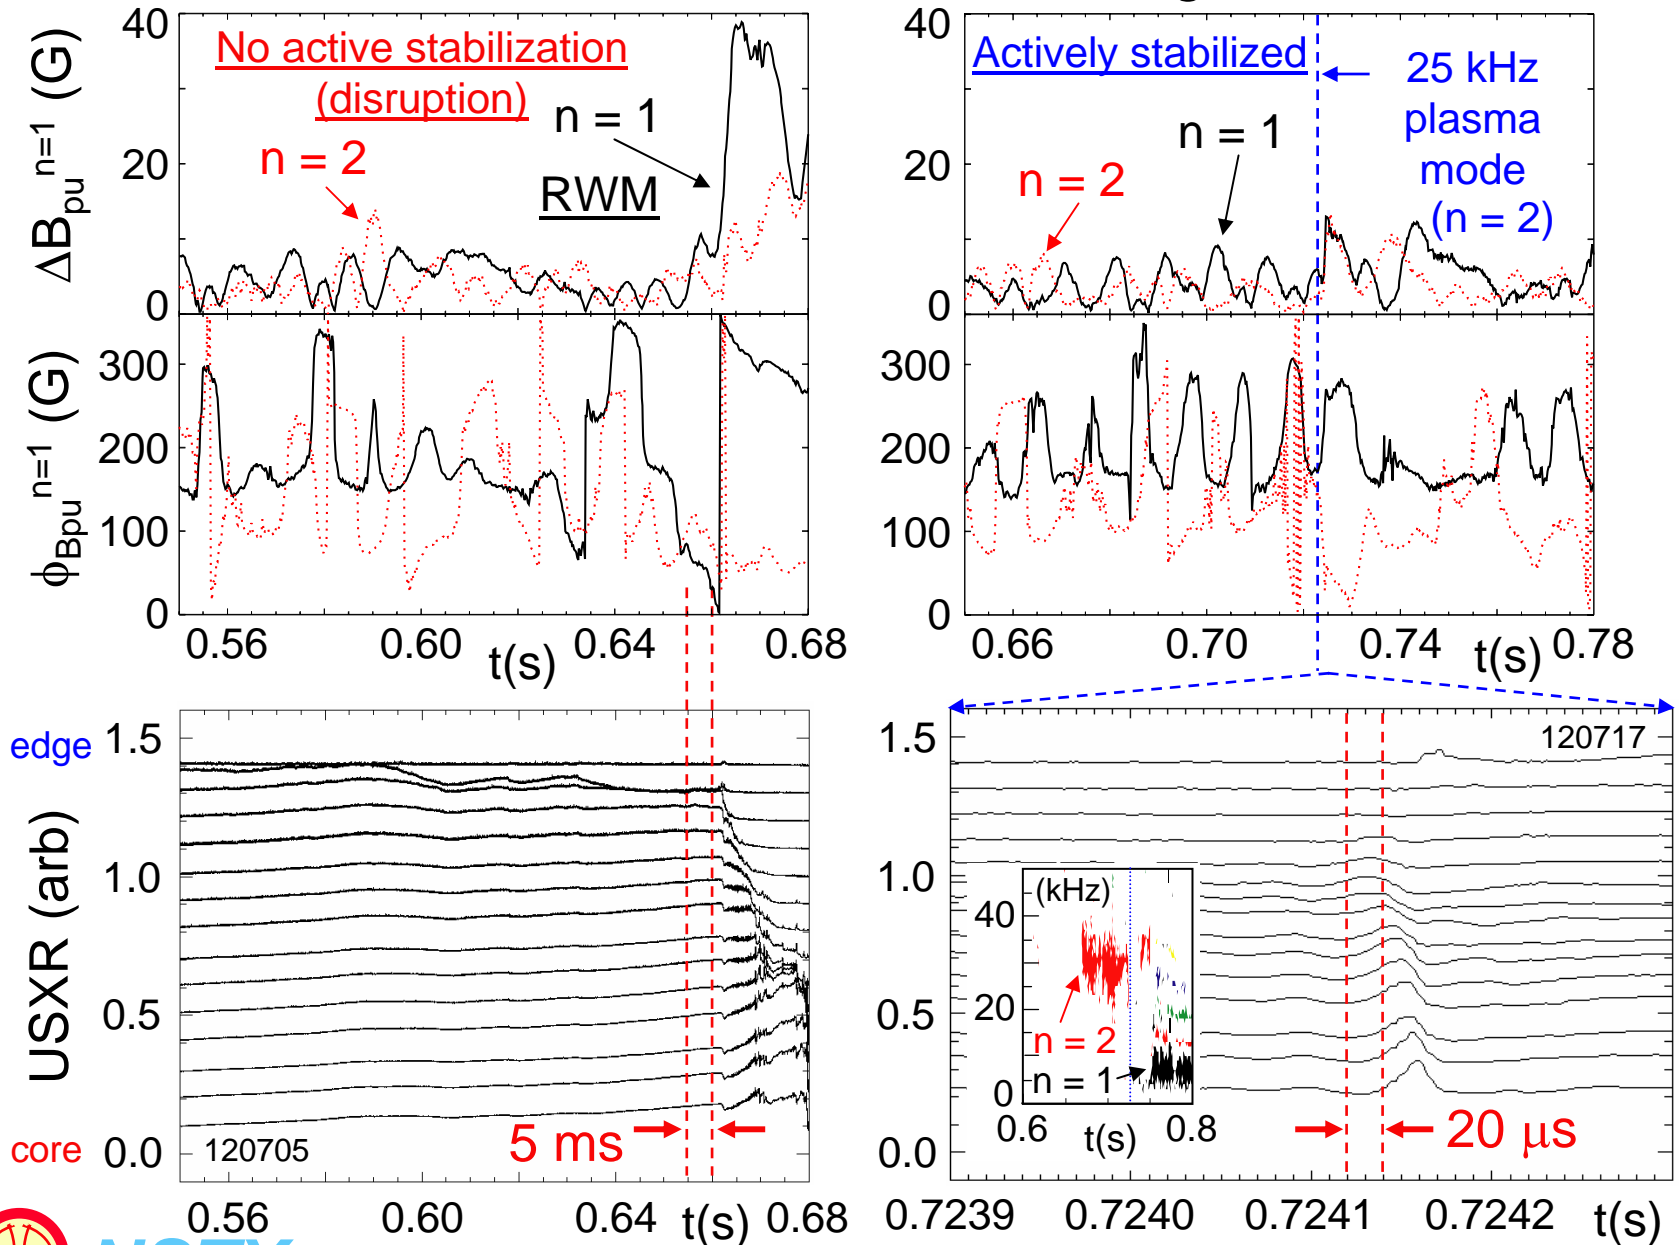 40
20
0
ΔB_pu^n=1 (G)
No active stabilization
(disruption)
n = 1
n = 2
RWM
300
200
100
0
ϕ_Bpu^n=1 (G)
0.56 0.60 0.64 0.68
t(s)
40
20
0
Actively stabilized
25 kHz
plasma
mode
(n = 2)
n = 1
n = 2
300
200
100
0
0.66 0.70 0.74 0.78
t(s)
edge
core
USXR (arb)
1.5
1.0
0.5
0.0
120705
5 ms
0.56 0.60 0.64 0.68
t(s)
1.5
1.0
0.5
0.0
120717
(kHz)
40
20
0
n = 2
n = 1
0.6 0.8
t(s)
20 μs
0.7239 0.7240 0.7241 0.7242
t(s)